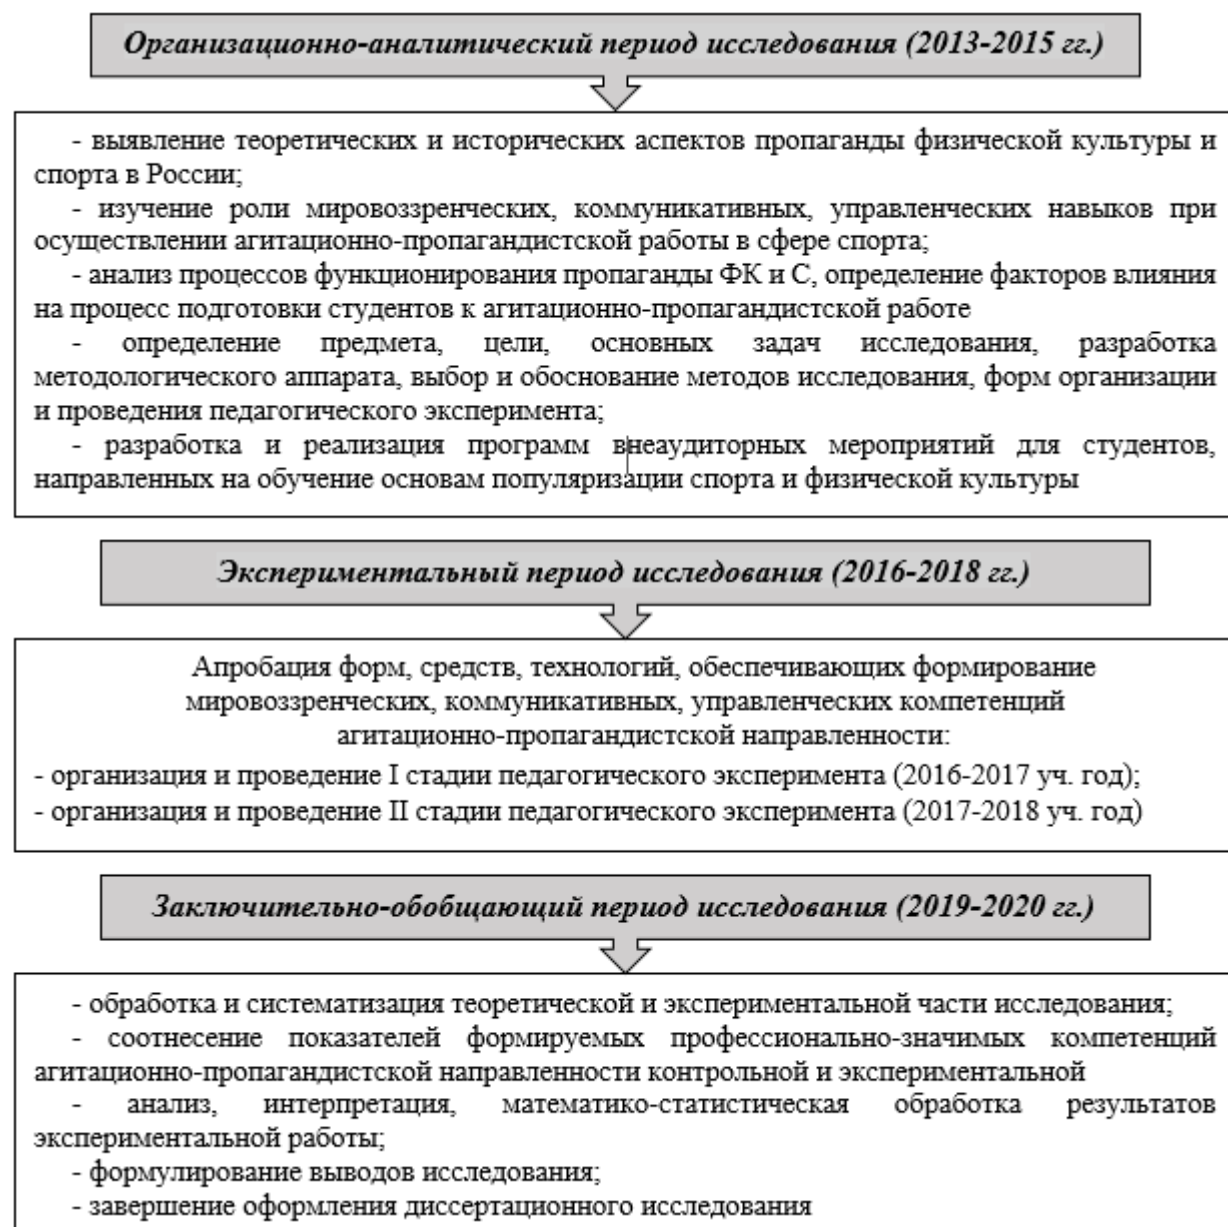 Организационно-аналитический период исследования (2013-2015 гг.)
- выявление теоретических и исторических аспектов пропаганды физической культуры и
спорта в России;
- изучение роли мировоззренческих, коммуникативных, управленческих навыков при
осуществлении агитационно-пропагандистской работы в сфере спорта;
- анализ процессов функционирования пропаганды ФК и С, определение факторов влияния
на процесс подготовки студентов к агитационно-пропагандистской работе
- определение предмета, цели, основных задач исследования, разработка
методологического аппарата, выбор и обоснование методов исследования, форм организации
и проведения педагогического эксперимента;
- разработка и реализация программ внеаудиторных мероприятий для студентов,
направленных на обучение основам популяризации спорта и физической культуры
Экспериментальный период исследования (2016-2018 гг.)
Апробация форм, средств, технологий, обеспечивающих формирование
мировоззренческих, коммуникативных, управленческих компетенций
агитационно-пропагандистской направленности:
- организация и проведение I стадии педагогического эксперимента (2016-2017 уч. год);
- организация и проведение II стадии педагогического эксперимента (2017-2018 уч. год)
Заключительно-обобщающий период исследования (2019-2020 гг.)
- обработка и систематизация теоретической и экспериментальной части исследования;
- соотнесение показателей формируемых профессионально-значимых компетенций
агитационно-пропагандистской направленности контрольной и экспериментальной
- анализ, интерпретация, математико-статистическая обработка результатов
экспериментальной работы;
- формулирование выводов исследования;
- завершение оформления диссертационного исследования